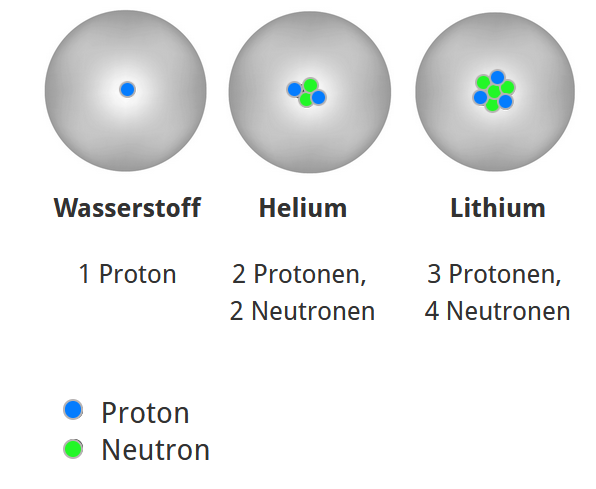 Wasserstoff Helium Lithium
1 Proton 2 Protonen, 3 Protonen,
2 Neutronen 4 Neutronen
Proton
Neutron